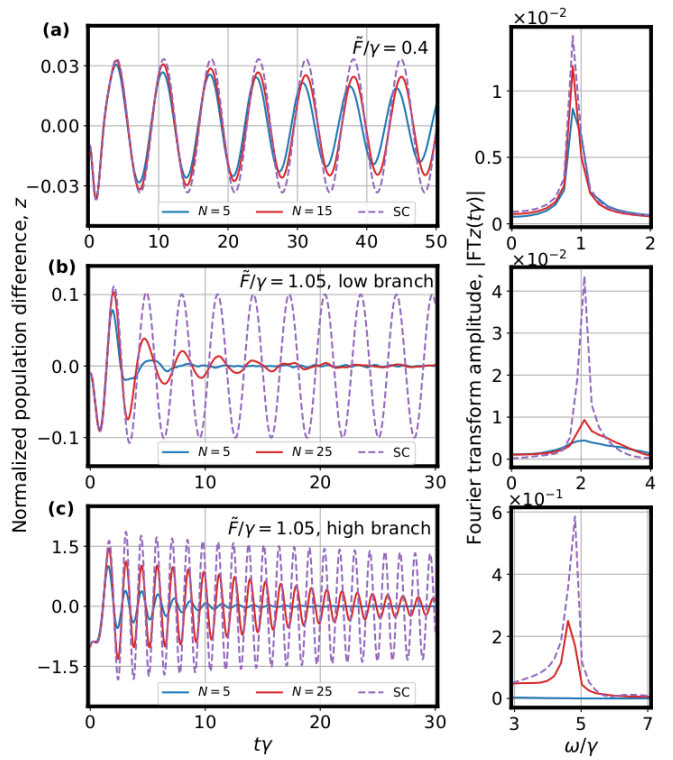 (a)
F̃/γ = 0.4
0.03
0.00
−0.03
N = 5 N = 15 SC
0 10 20 30 40 50
×10⁻²
1
0.5
0
0 1 2
(b)
F̃/γ = 1.05, low branch
0.1
0.0
−0.1
N = 5 N = 25 SC
0 10 20 30
×10⁻²
4
2
0
0 2 4
(c)
F̃/γ = 1.05, high branch
1.5
0.0
−1.5
N = 5 N = 25 SC
0 10 20 30
tγ
×10⁻¹
6
4
2
0
3 5 7
ω/γ
Normalized population difference, z
Fourier transform amplitude, |FTz(tγ)|